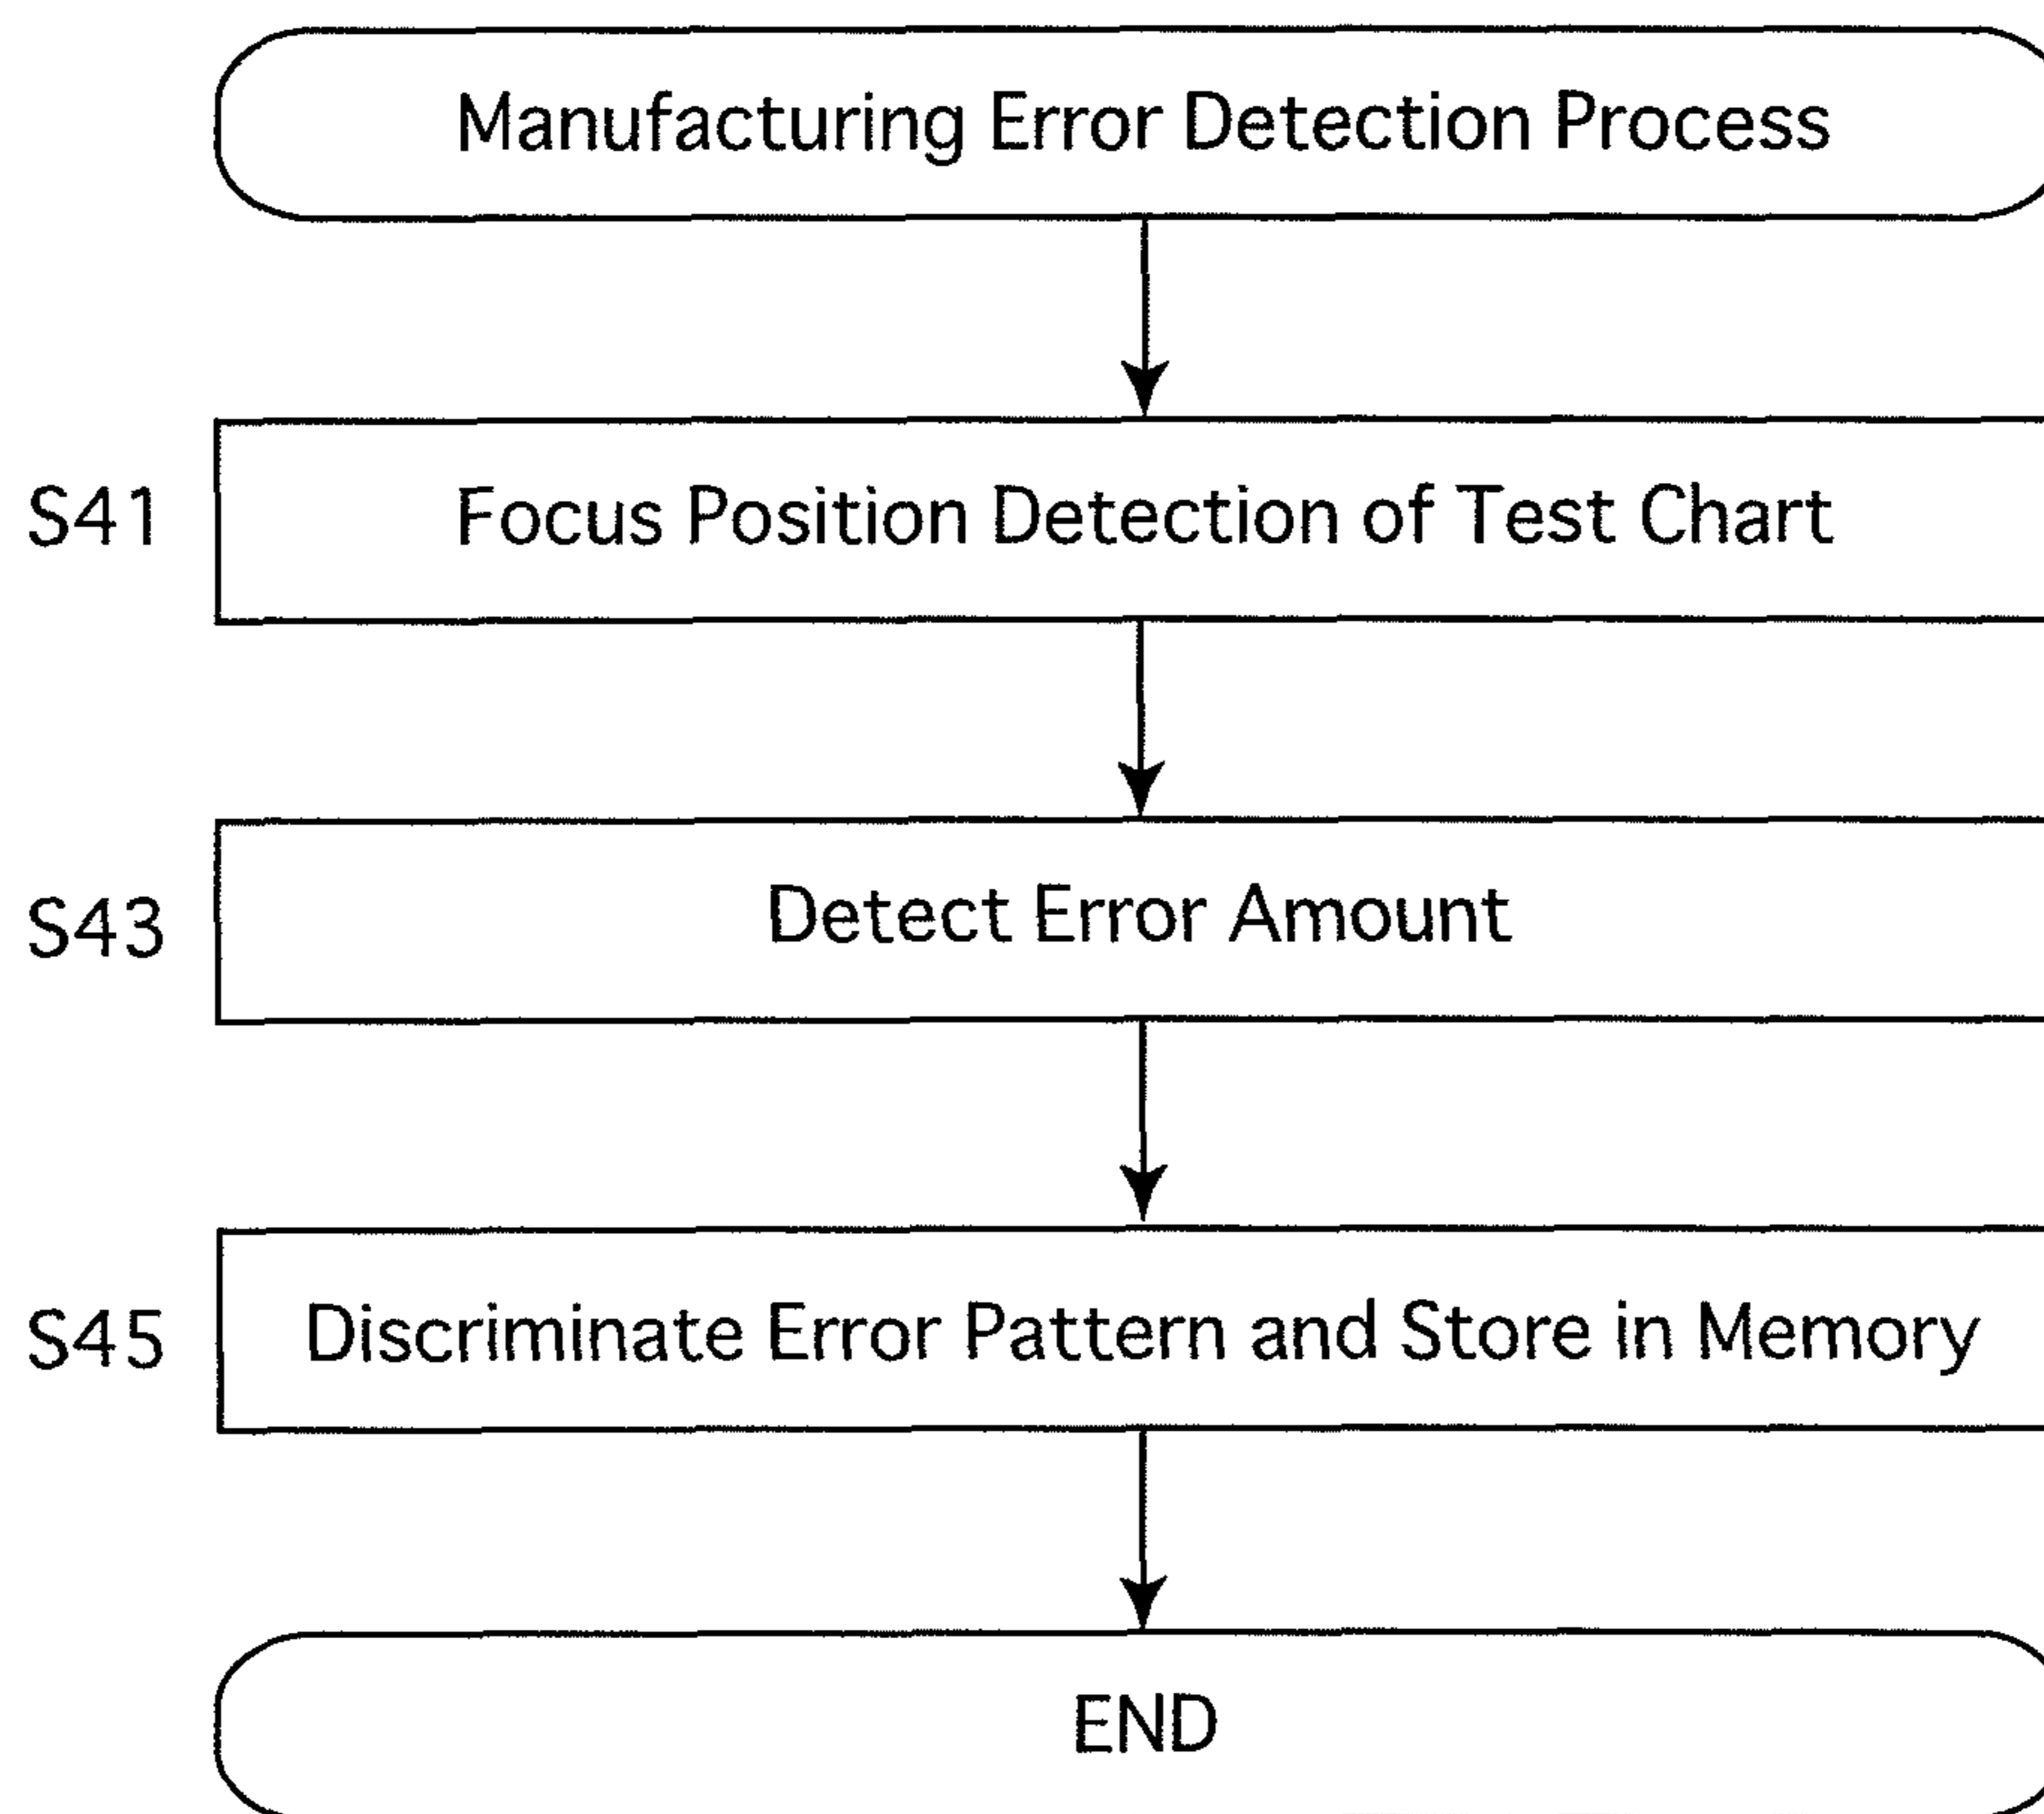 Manufacturing Error Detection Process
S41 Focus Position Detection of Test Chart
S43 Detect Error Amount
S45 Discriminate Error Pattern and Store in Memory
END